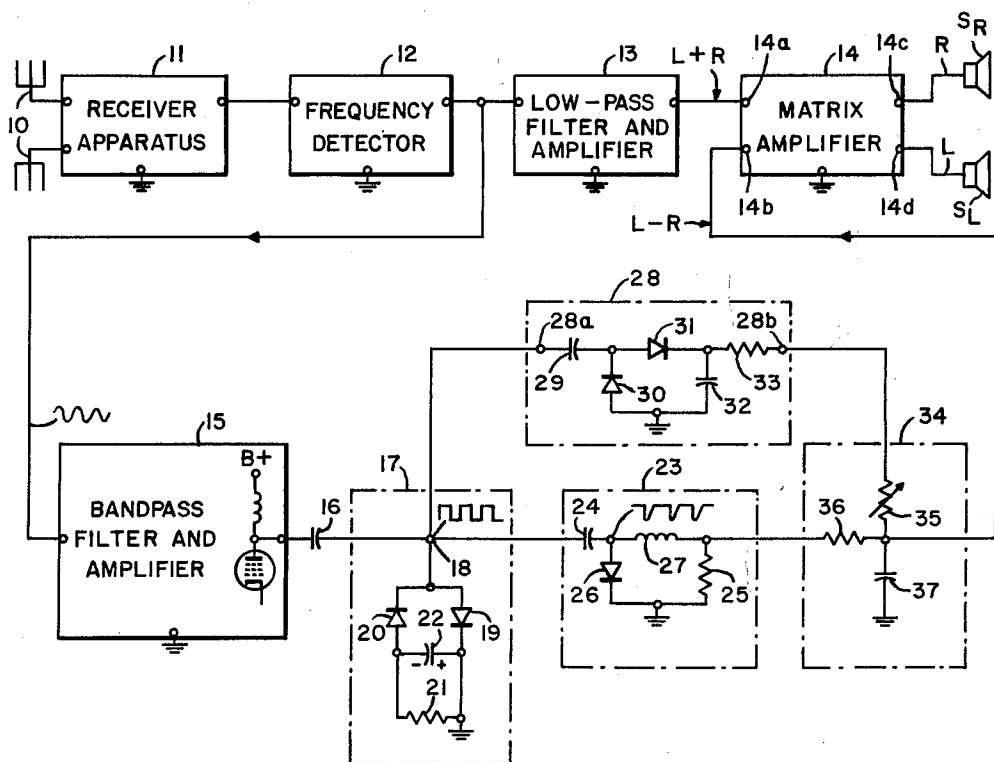 11
12
13
14
10
RECEIVER
APPARATUS
FREQUENCY
DETECTOR
LOW-PASS
FILTER AND
AMPLIFIER
L+R
14a
MATRIX
AMPLIFIER
14c
R
SR
14b
14d
L
SL
L-R
28
28a
29
31
30
32
33
28b
15
BANDPASS
FILTER AND
AMPLIFIER
B+
16
17
18
20
22
19
- +
21
23
24
26
27
25
34
36
35
37